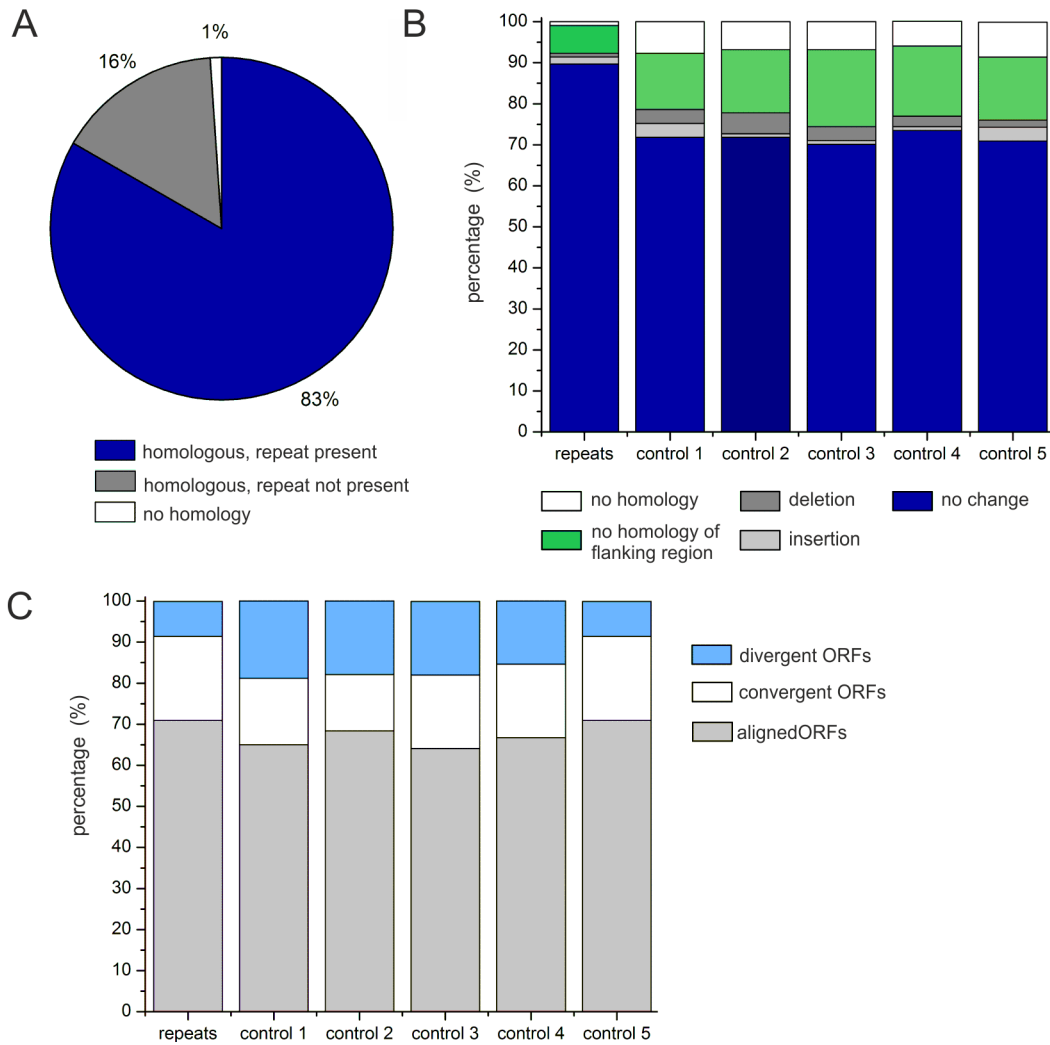 A
1%
16%
83%
homologous, repeat present
homologous, repeat not present
no homology
B
percentage (%)
100
90
80
70
60
50
40
30
20
10
0
repeats control 1 control 2 control 3 control 4 control 5
no homology deletion no change
no homology of
flanking region
insertion
C
percentage (%)
100
90
80
70
60
50
40
30
20
10
0
repeats control 1 control 2 control 3 control 4 control 5
divergent ORFs
convergent ORFs
alignedORFs